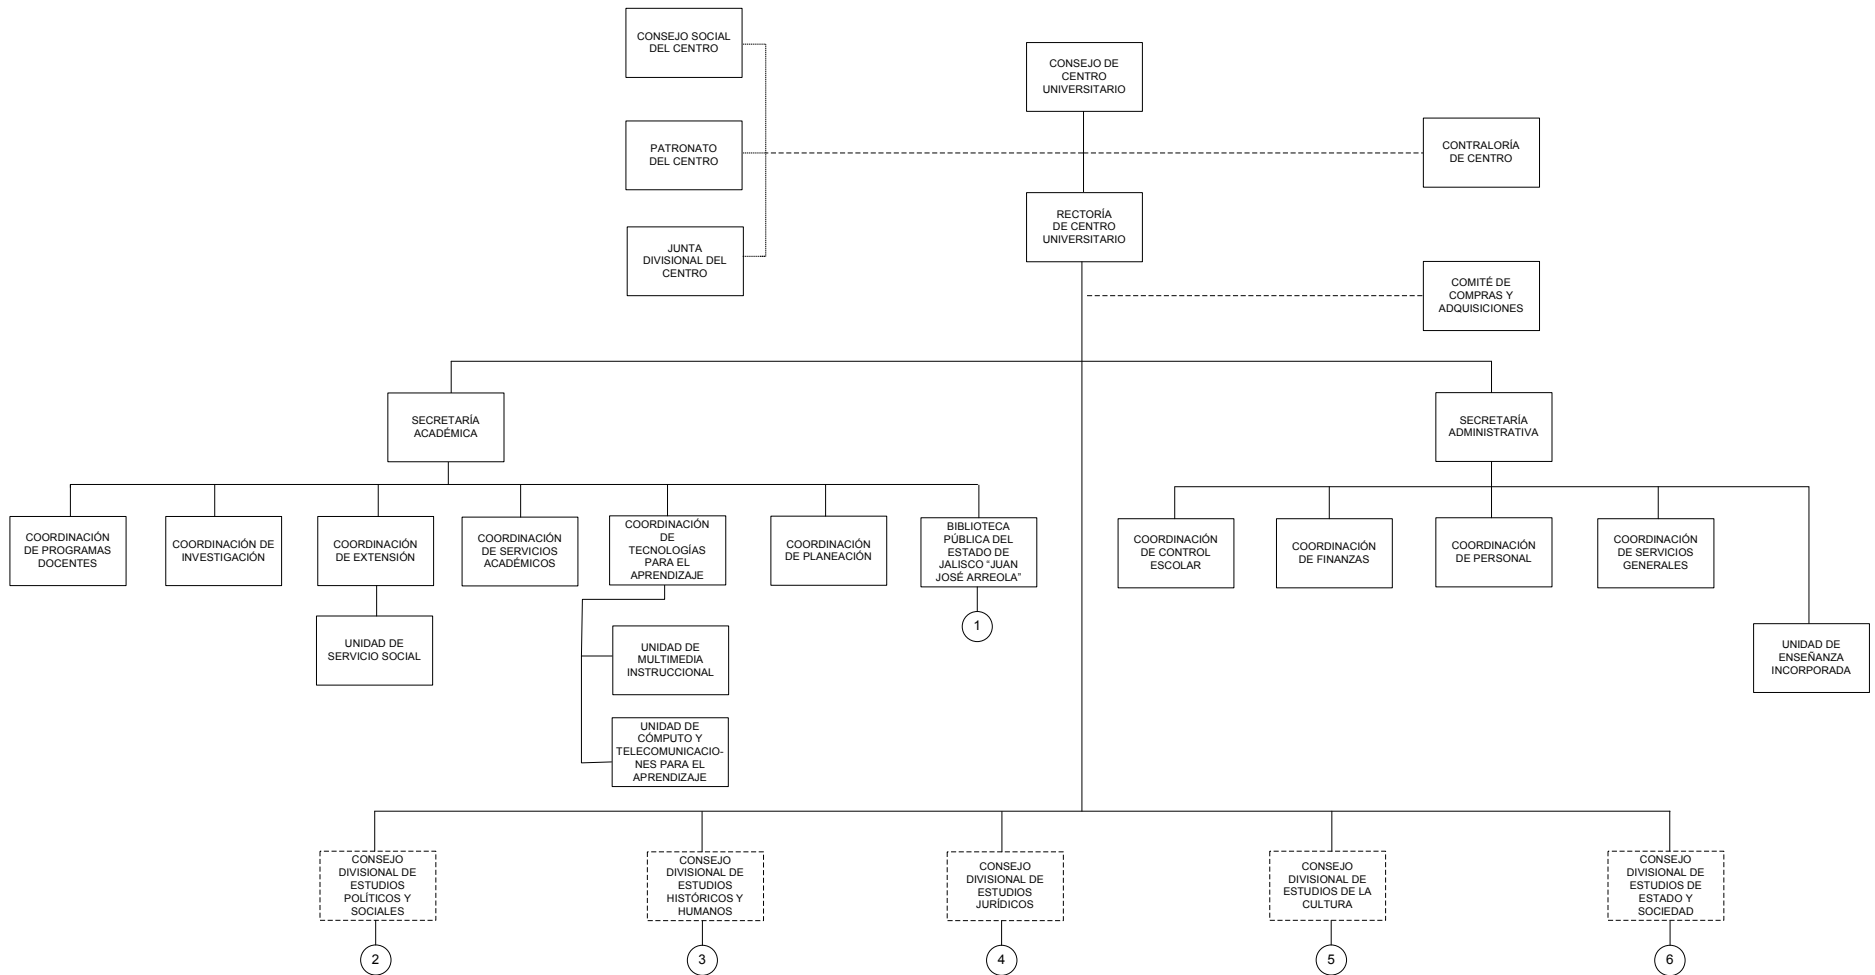 CONSEJO SOCIAL
DEL CENTRO
CONSEJO DE
CENTRO
UNIVERSITARIO
PATRONATO
DEL CENTRO
CONTRALORÍA
DE CENTRO
RECTORÍA
DE CENTRO
UNIVERSITARIO
JUNTA
DIVISIONAL DEL
CENTRO
COMITÉ DE
COMPRAS Y
ADQUISICIONES
SECRETARÍA
ACADÉMICA
SECRETARÍA
ADMINISTRATIVA
COORDINACIÓN
DE PROGRAMAS
DOCENTES
COORDINACIÓN DE
INVESTIGACIÓN
COORDINACIÓN
DE EXTENSIÓN
COORDINACIÓN
DE SERVICIOS
ACADÉMICOS
COORDINACIÓN
DE
TECNOLOGÍAS
PARA EL
APRENDIZAJE
COORDINACIÓN
DE PLANEACIÓN
BIBLIOTECA
PÚBLICA DEL
ESTADO DE
JALISCO “JUAN
JOSÉ ARREOLA”
COORDINACIÓN
DE CONTROL
ESCOLAR
COORDINACIÓN
DE FINANZAS
COORDINACIÓN
DE PERSONAL
COORDINACIÓN
DE SERVICIOS
GENERALES
1
UNIDAD DE
SERVICIO SOCIAL
UNIDAD DE
MULTIMEDIA
INSTRUCCIONAL
UNIDAD DE
ENSEÑANZA
INCORPORADA
UNIDAD DE
CÓMPUTO Y
TELECOMUNICACIO-
NES PARA EL
APRENDIZAJE
CONSEJO
DIVISIONAL DE
ESTUDIOS
POLÍTICOS Y
SOCIALES
CONSEJO
DIVISIONAL DE
ESTUDIOS
HISTÓRICOS Y
HUMANOS
CONSEJO
DIVISIONAL DE
ESTUDIOS
JURÍDICOS
CONSEJO
DIVISIONAL DE
ESTUDIOS DE LA
CULTURA
CONSEJO
DIVISIONAL DE
ESTUDIOS DE
ESTADO Y
SOCIEDAD
2
3
4
5
6